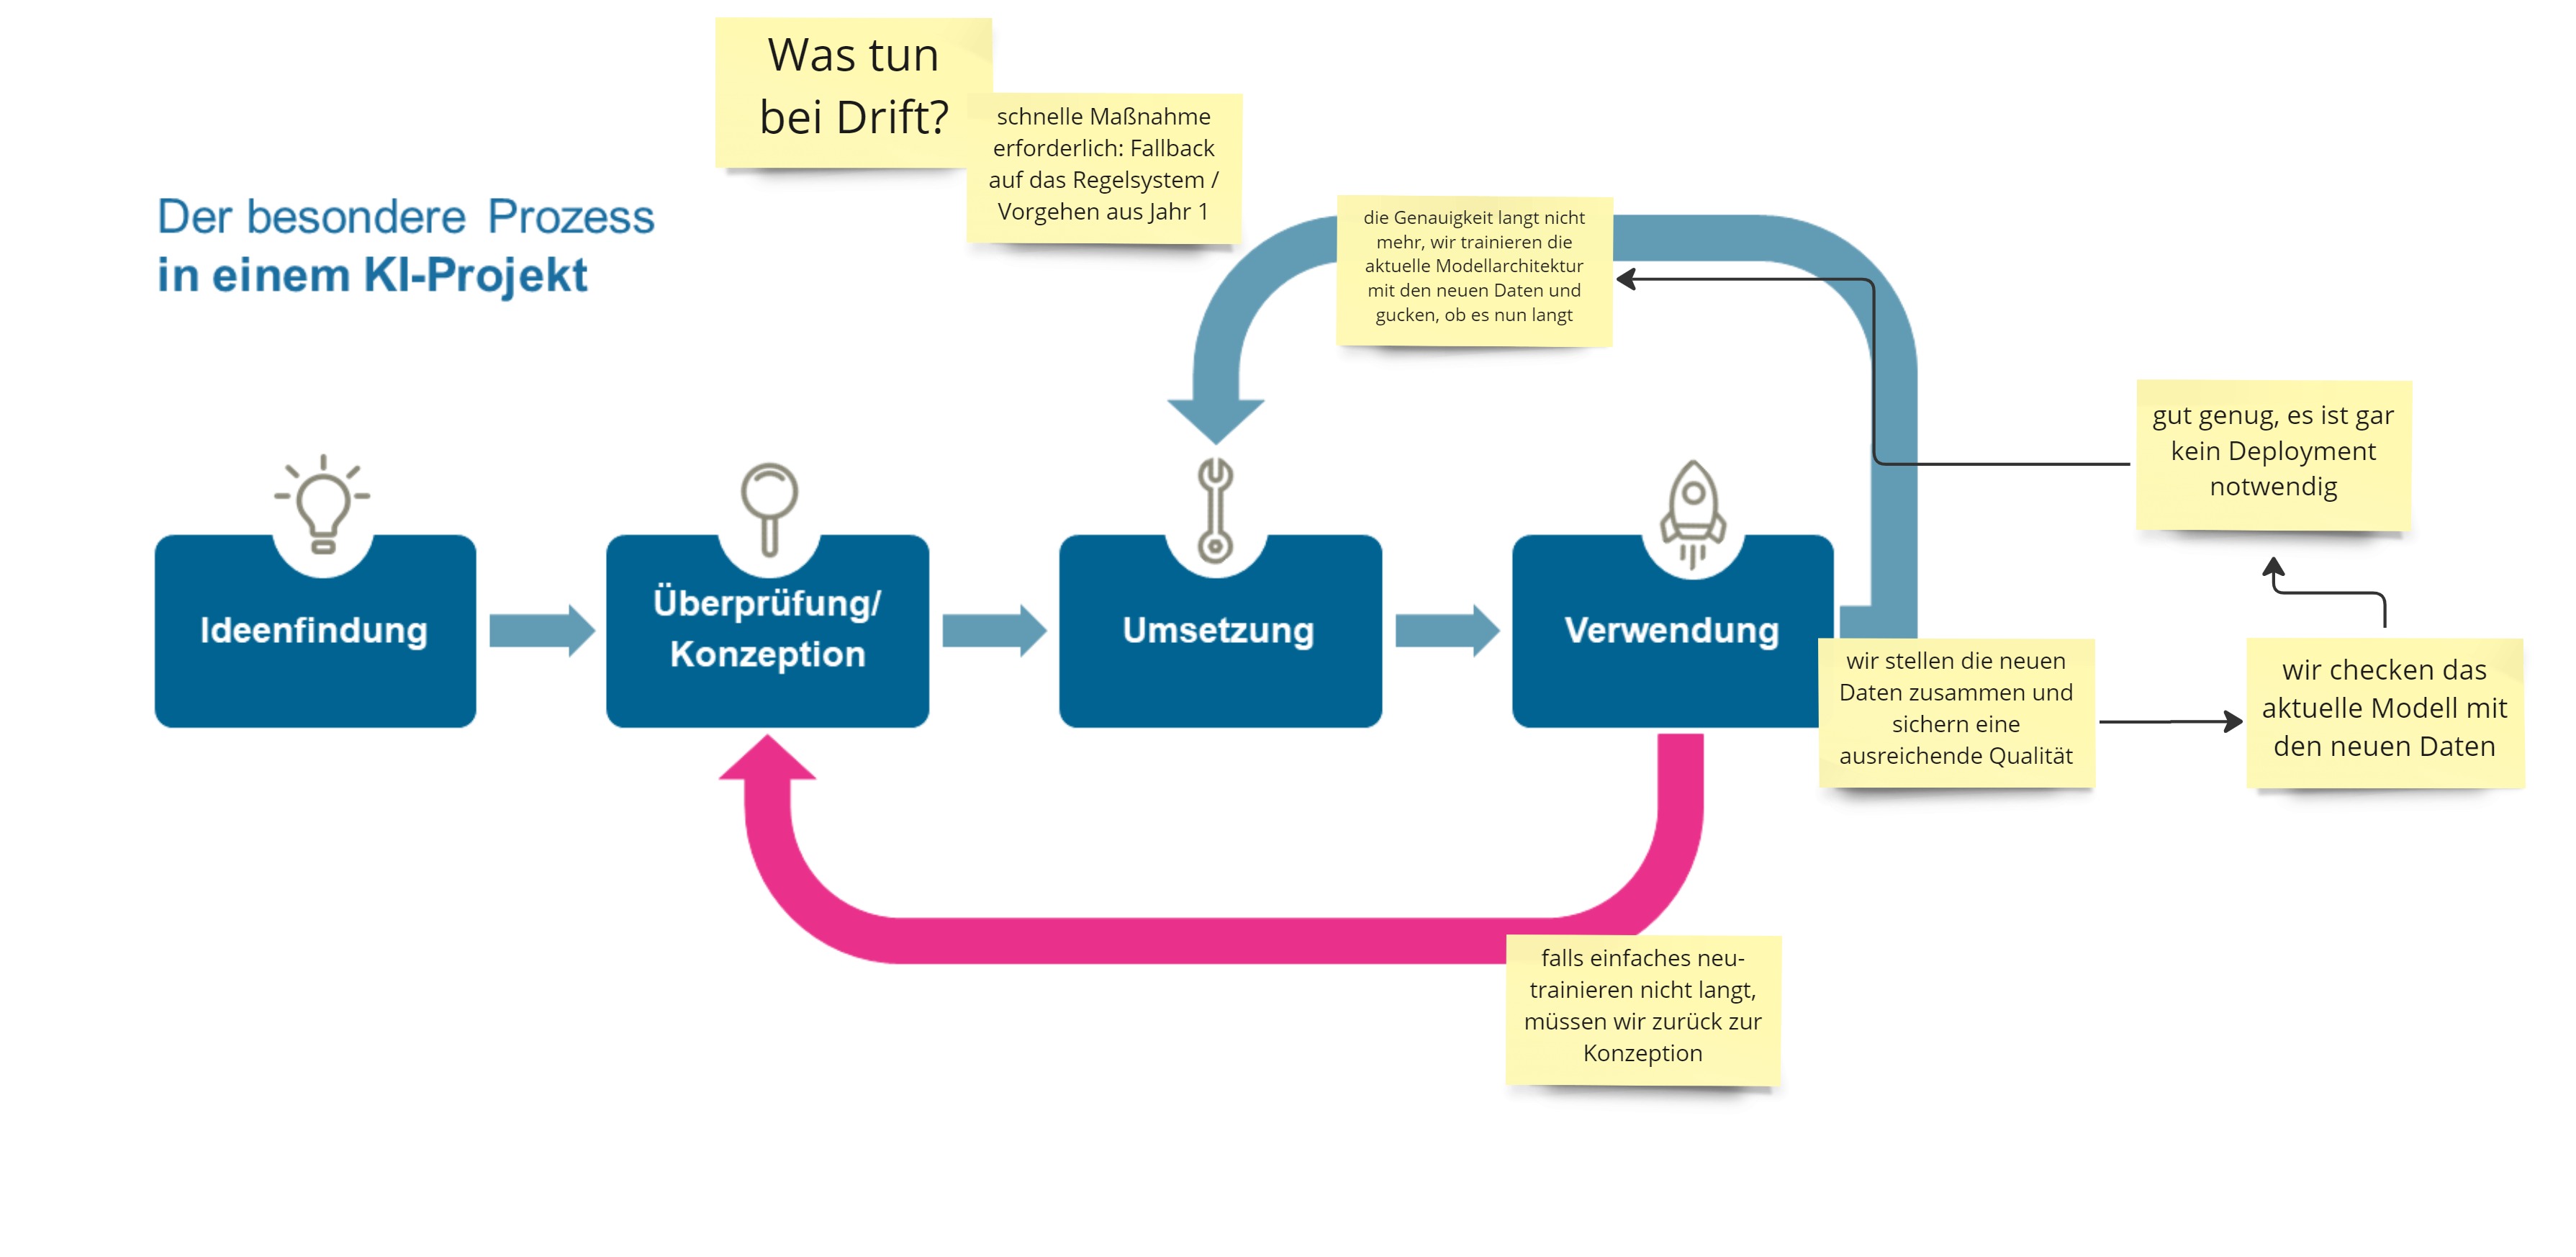 Was tun
bei Drift?
schnelle Maßnahme
erforderlich: Fallback
auf das Regelsystem /
Vorgehen aus Jahr 1
Der besondere Prozess
in einem KI-Projekt
die Genauigkeit langt nicht
mehr, wir trainieren die
aktuelle Modellarchitektur
mit den neuen Daten und
gucken, ob es nun langt
gut genug, es ist gar
kein Deployment
notwendig
Ideenfindung
Überprüfung/
Konzeption
Umsetzung
Verwendung
wir stellen die neuen
Daten zusammen und
sichern eine
ausreichende Qualität
wir checken das
aktuelle Modell mit
den neuen Daten
falls einfaches neu-
trainieren nicht langt,
müssen wir zurück zur
Konzeption